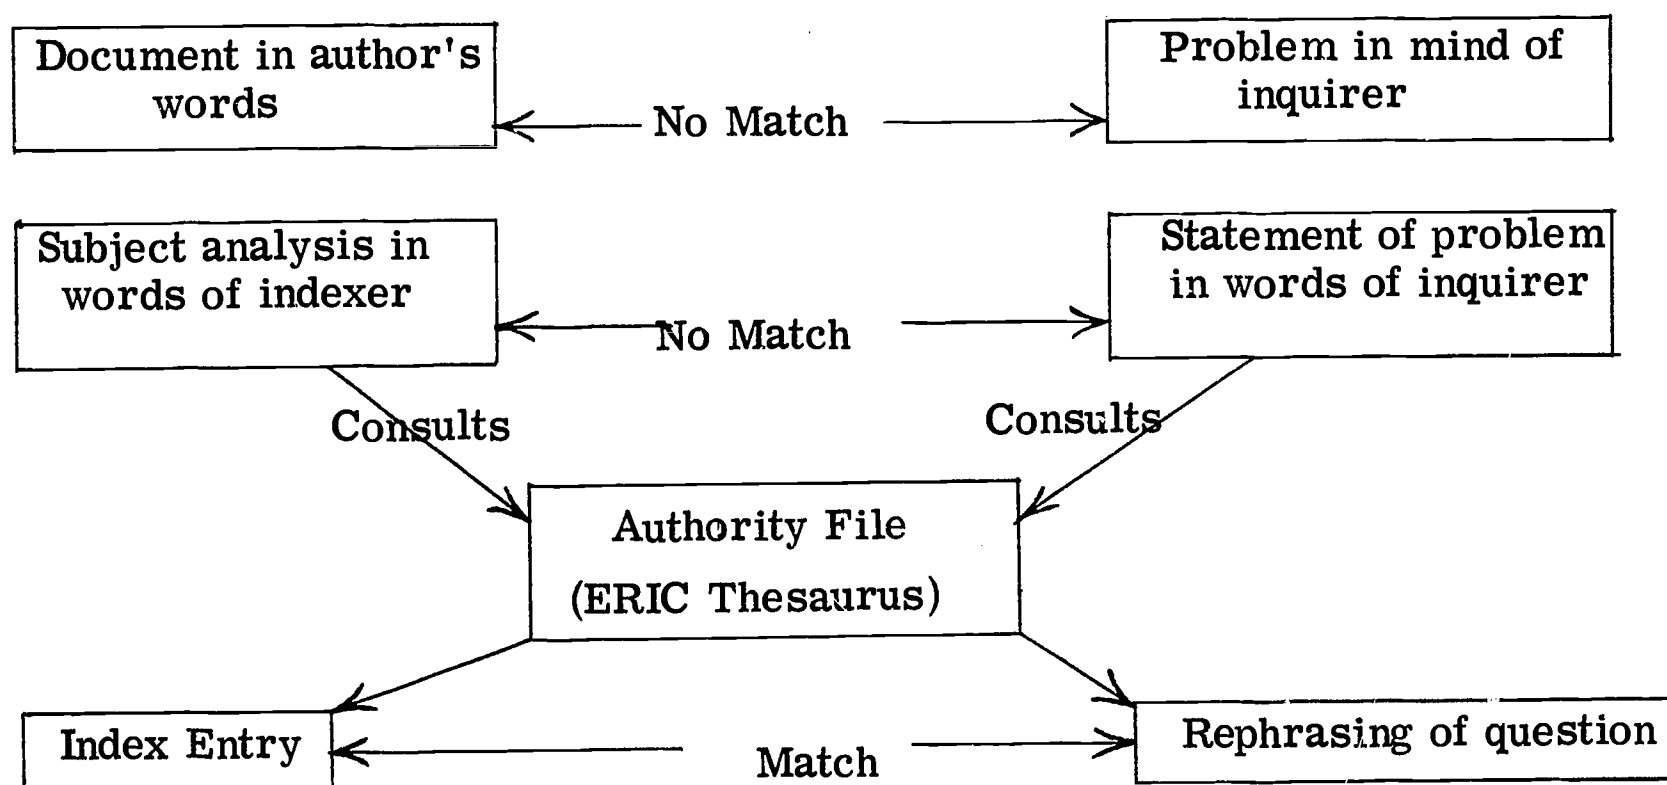 Document in author's
words
No Match
Problem in mind of
inquirer
Subject analysis in
words of indexer
No Match
Statement of problem
in words of inquirer
Consults
Consults
Authority File
(ERIC Thesaurus)
Index Entry
Match
Rephrasing of question